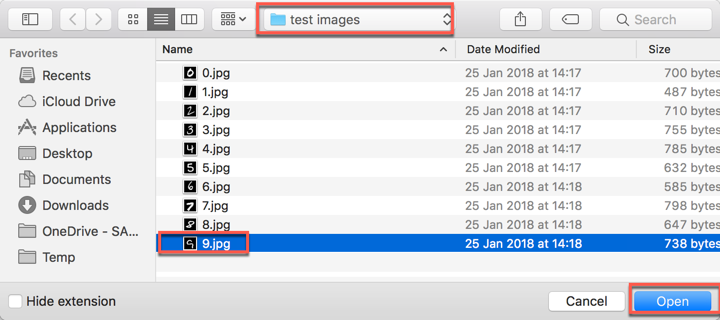 test images
Search
Favorites
Name Date Modified Size
Recents
iCloud Drive
Applications
Desktop
Documents
Downloads
OneDrive - SA...
Temp
0.jpg 25 Jan 2018 at 14:17 700 bytes
1.jpg 25 Jan 2018 at 14:17 487 bytes
2.jpg 25 Jan 2018 at 14:17 710 bytes
3.jpg 25 Jan 2018 at 14:17 755 bytes
4.jpg 25 Jan 2018 at 14:17 785 bytes
5.jpg 25 Jan 2018 at 14:17 632 bytes
6.jpg 25 Jan 2018 at 14:18 585 bytes
7.jpg 25 Jan 2018 at 14:18 798 bytes
8.jpg 25 Jan 2018 at 14:18 647 bytes
9.jpg 25 Jan 2018 at 14:18 738 bytes
Hide extension
Cancel
Open